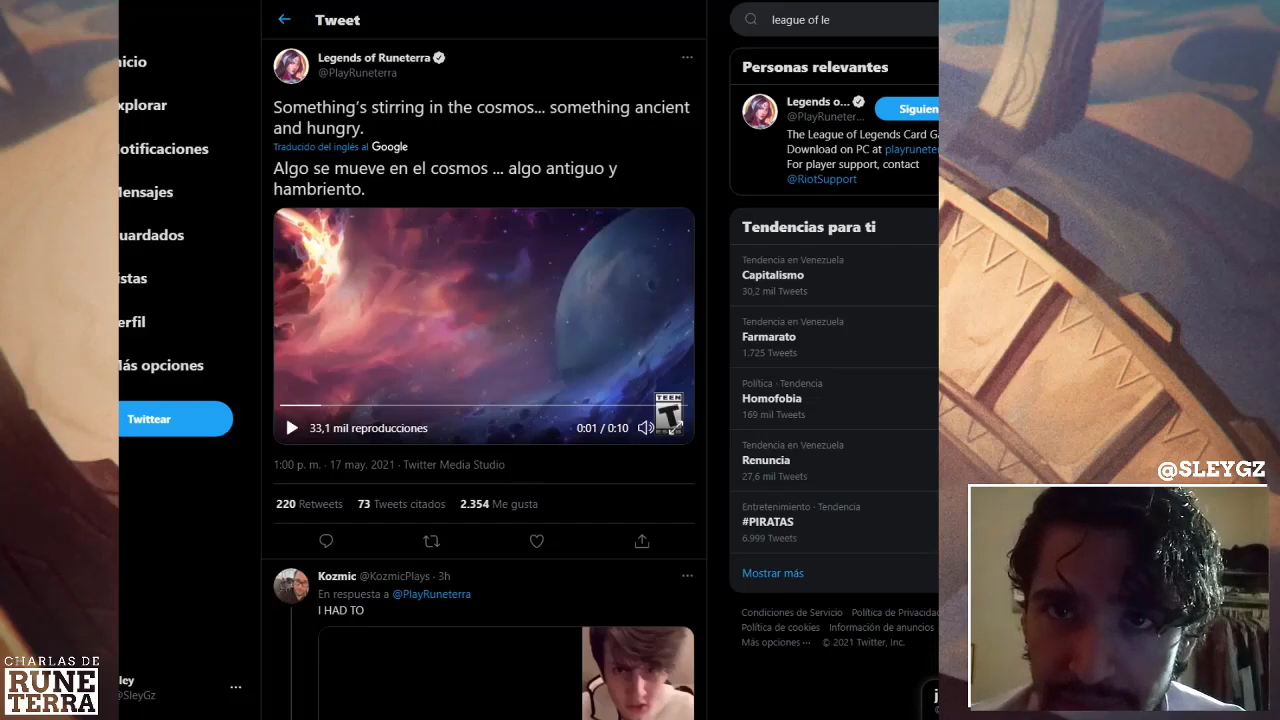 Tweet
league of le
nicio
xplorar
otificaciones
ensajes
uardados
istas
erfil
ás opciones
Twittear
ley
@SleyGz
CHARLAS DE
RUNE
TERRA
Legends of Runeterra
@PlayRuneterra
Something's stirring in the cosmos... something ancient
and hungry.
Traducido del inglés al Google
Algo se mueve en el cosmos ... algo antiguo y
hambriento.
TEEN
T
33,1 mil reproducciones
0:01 / 0:10
1:00 p. m. · 17 may. 2021 · Twitter Media Studio
220 Retweets 73 Tweets citados 2.354 Me gusta
Kozmic @KozmicPlays · 3h
En respuesta a @PlayRuneterra
I HAD TO
Personas relevantes
Legends o...
@PlayRuneter...
Siguien
The League of Legends Card G
Download on PC at playruneter
For player support, contact
@RiotSupport
Tendencias para ti
Tendencia en Venezuela
Capitalismo
30,2 mil Tweets
Tendencia en Venezuela
Farmarato
1.725 Tweets
Política · Tendencia
Homofobia
169 mil Tweets
Tendencia en Venezuela
Renuncia
27,6 mil Tweets
Entretenimiento · Tendencia
#PIRATAS
6.999 Tweets
Mostrar más
Condiciones de Servicio Política de Privacidad
Política de cookies Información de anuncios
Más opciones ··· © 2021 Twitter, Inc.
@SLEYGZ